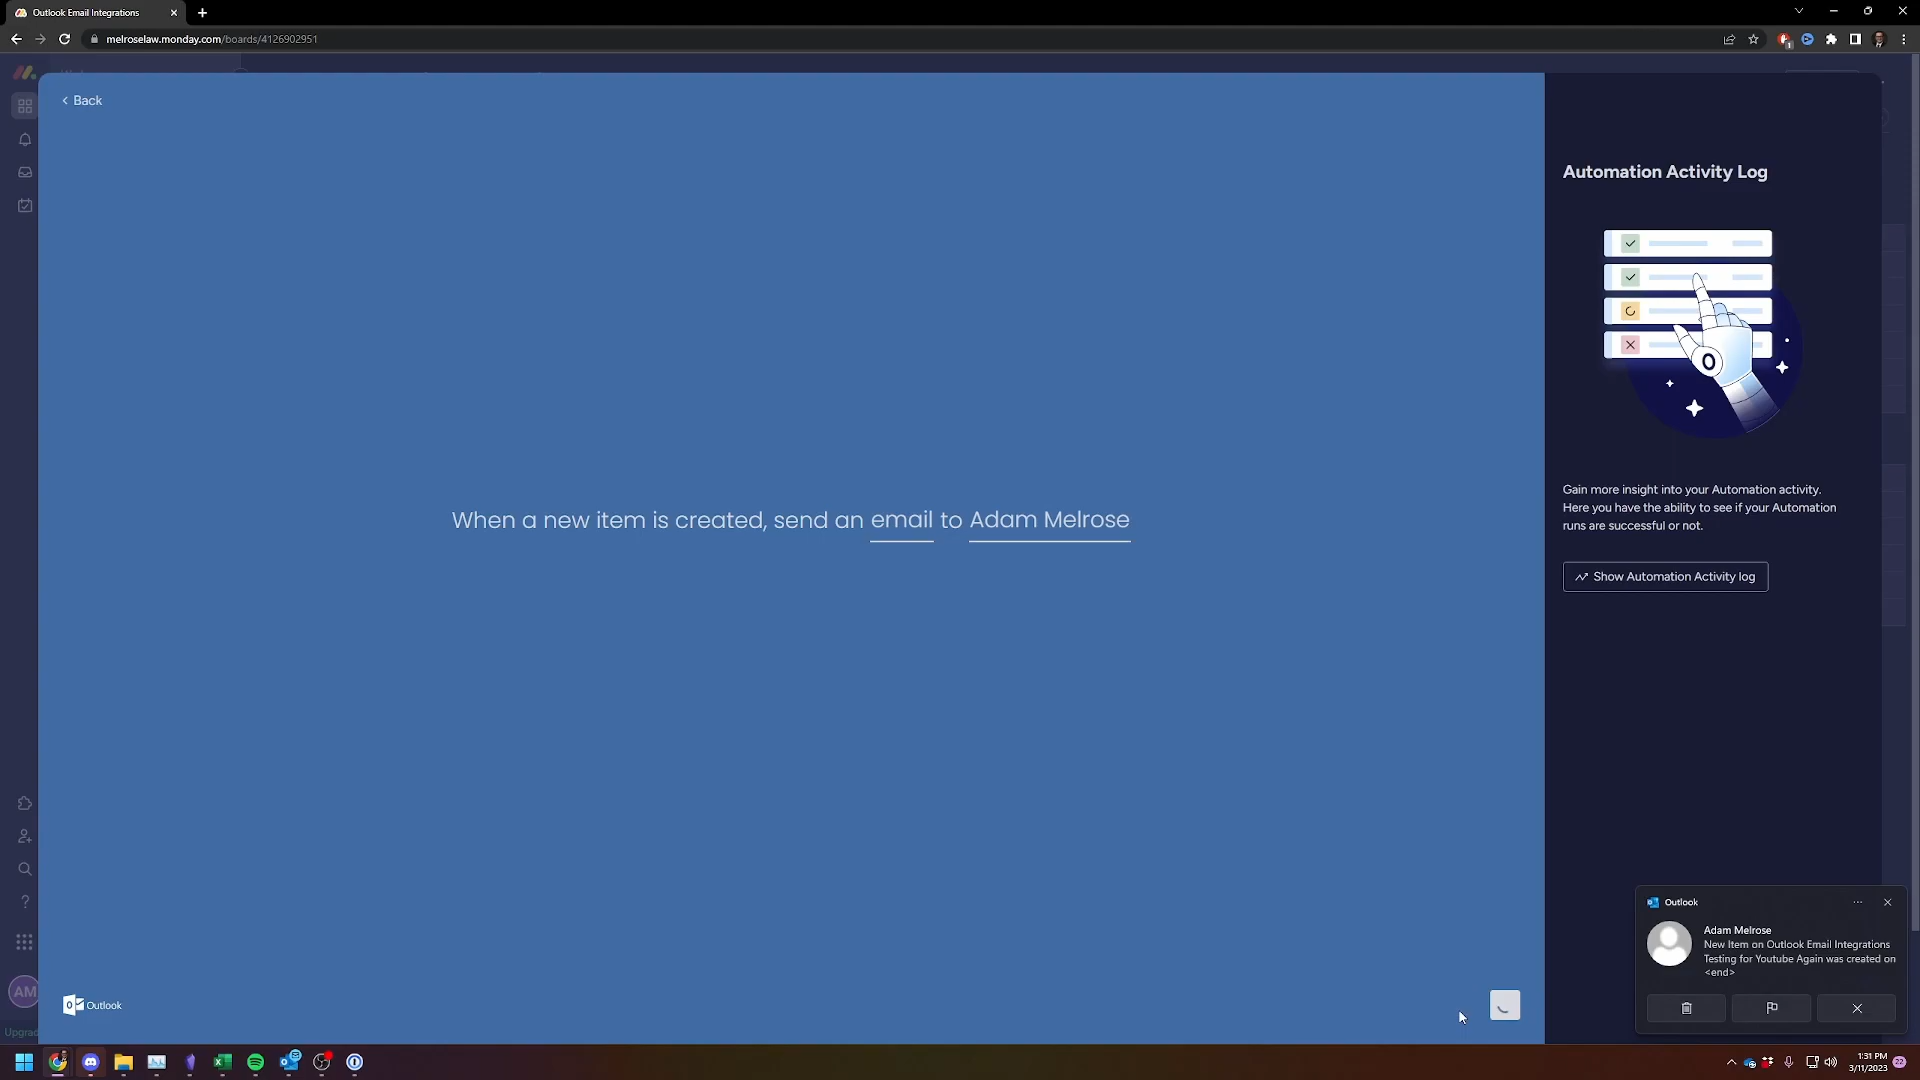 Outlook Email Integrations
melroselaw.monday.com/boards/4126902951
Back
Automation Activity Log
When a new item is created, send an email to Adam Melrose
Gain more insight into your Automation activity.
Here you have the ability to see if your Automation
runs are successful or not.
Show Automation Activity log
Outlook
Adam Melrose
New Item on Outlook Email Integrations
Testing for Youtube Again was created on
<end>
AM
Outlook
Upgrad
1:31 PM
3/11/2023
22